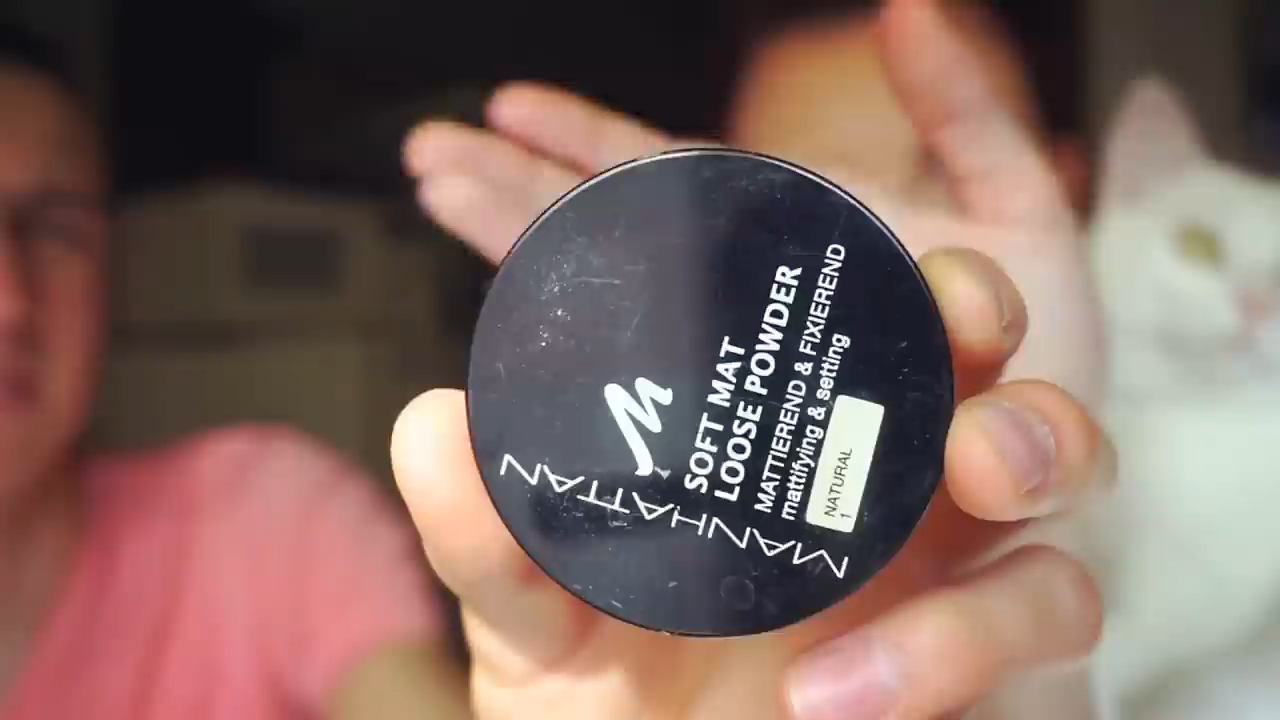 M
SOFT MAT
LOOSE POWDER
MATTIEREND & FIXIEREND
mattifying & setting
NATURAL
1
MANHATTAN